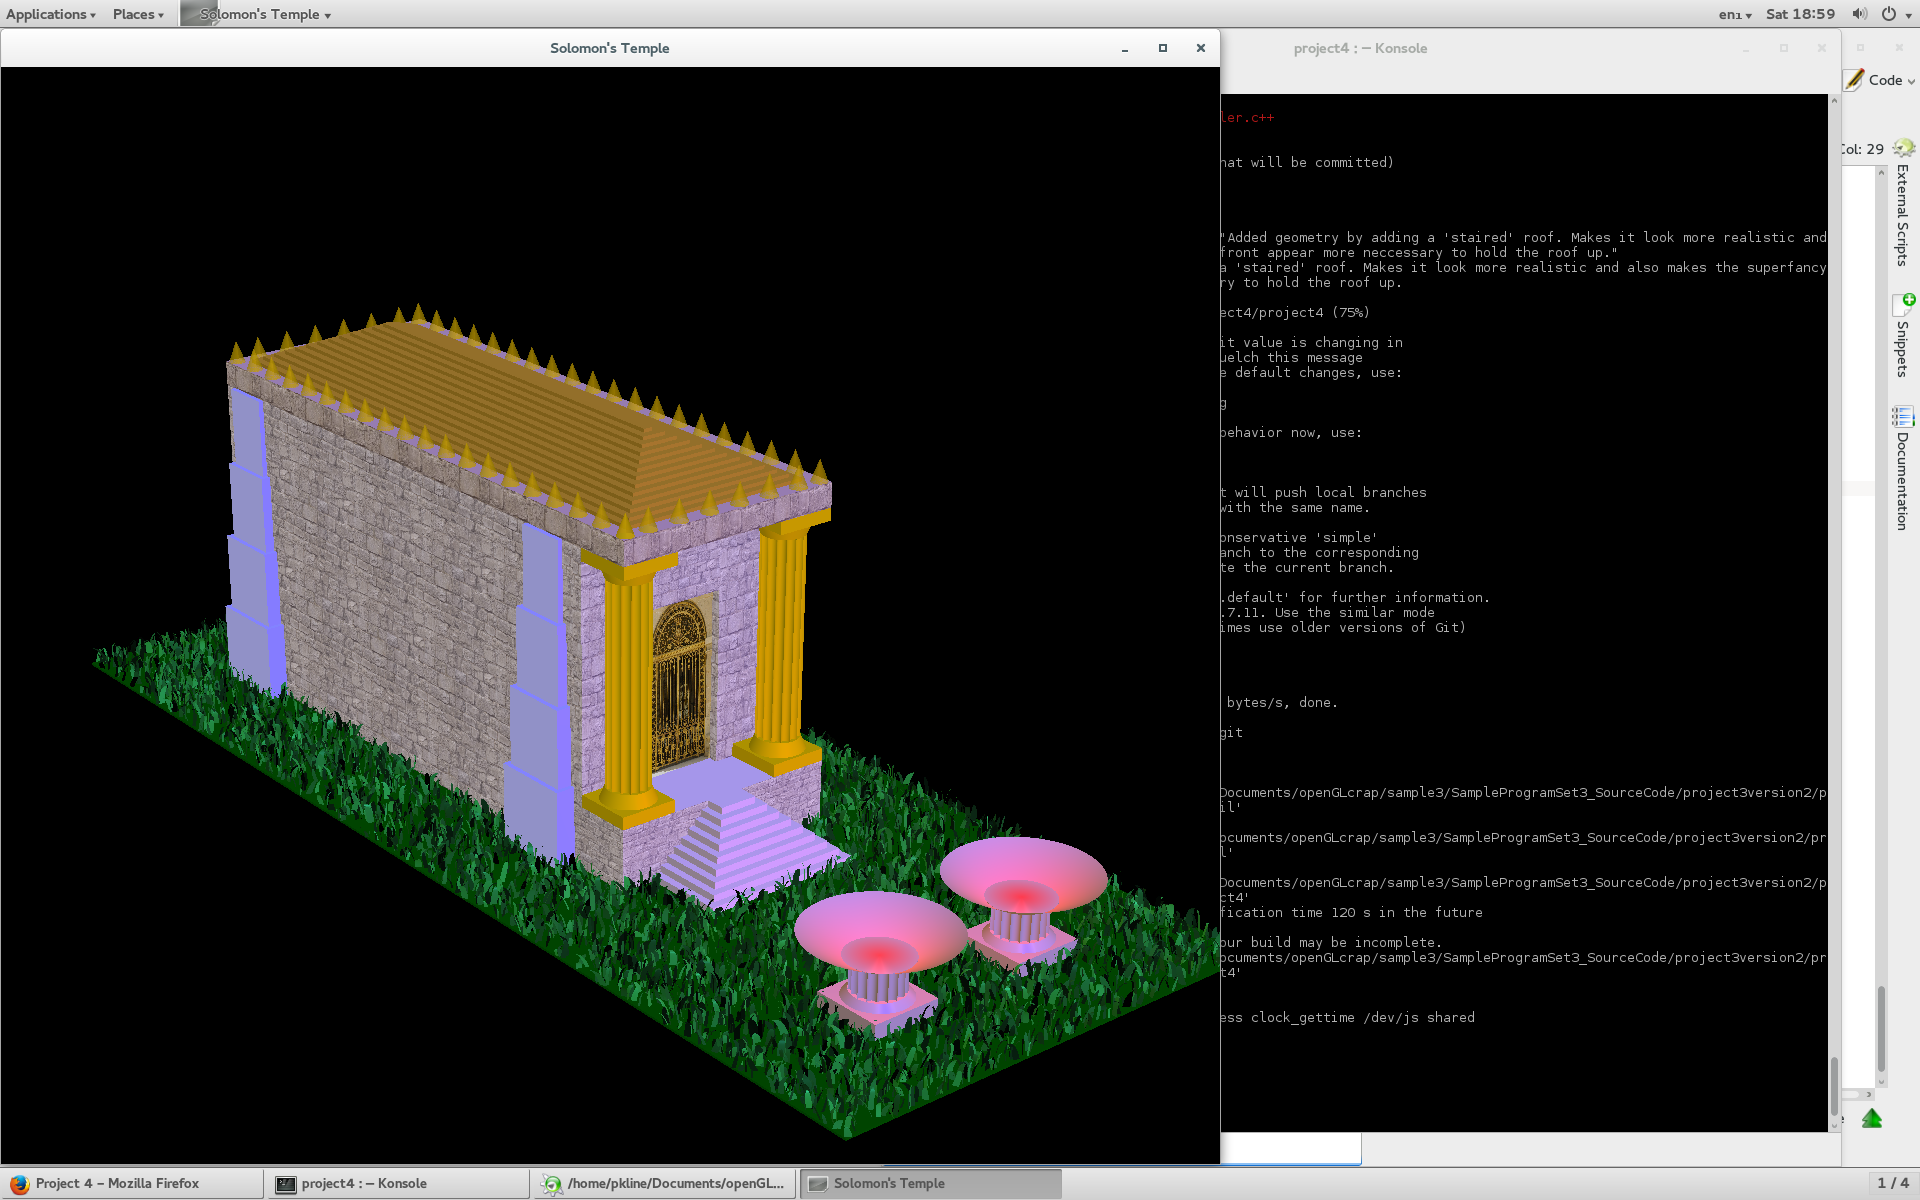 Applications Places Solomon's Temple en1 Sat 18:59
Solomon's Temple
project4 : – Konsole
Code
Col: 29
External Scripts
Snippets
Documentation
ler.c++
hat will be committed)
"Added geometry by adding a 'staired' roof. Makes it look more realistic and
front appear more neccessary to hold the roof up."
a 'staired' roof. Makes it look more realistic and also makes the superfancy
ry to hold the roof up.
ect4/project4 (75%)
it value is changing in
uelch this message
e default changes, use:
g
behavior now, use:
t will push local branches
with the same name.
onservative 'simple'
anch to the corresponding
te the current branch.
.default' for further information.
.7.11. Use the similar mode
imes use older versions of Git)
bytes/s, done.
git
Documents/openGLcrap/sample3/SampleProgramSet3_SourceCode/project3version2/p
il'
ocuments/openGLcrap/sample3/SampleProgramSet3_SourceCode/project3version2/pr
l'
Documents/openGLcrap/sample3/SampleProgramSet3_SourceCode/project3version2/p
ct4'
fication time 120 s in the future
our build may be incomplete.
ocuments/openGLcrap/sample3/SampleProgramSet3_SourceCode/project3version2/pr
t4'
ess clock_gettime /dev/js shared
Project 4 – Mozilla Firefox
project4 : – Konsole
/home/pkline/Documents/openGL...
Solomon's Temple
1 / 4